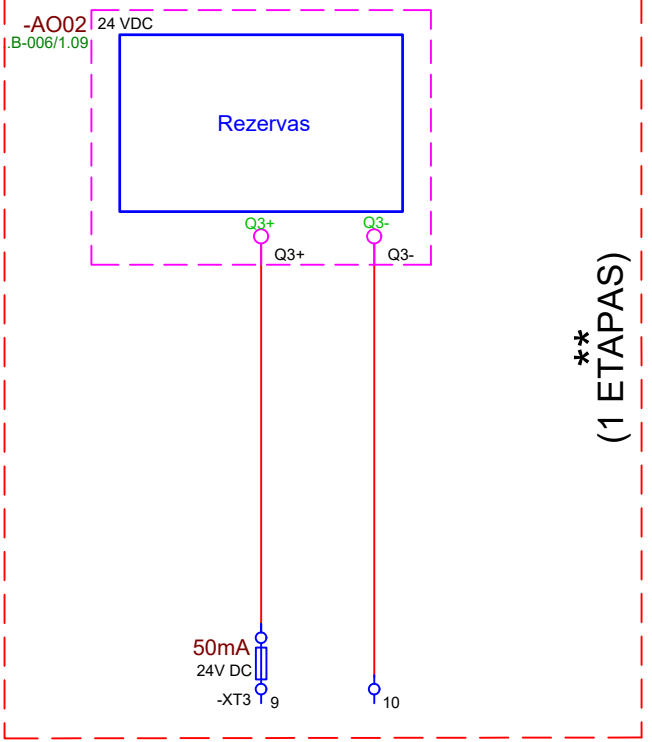 -AO02
24 VDC
.B-006/1.09
Rezervas
Q3+
Q3-
Q3+
Q3-
**
(1 ETAPAS)
50mA
24V DC
-XT3
9
10